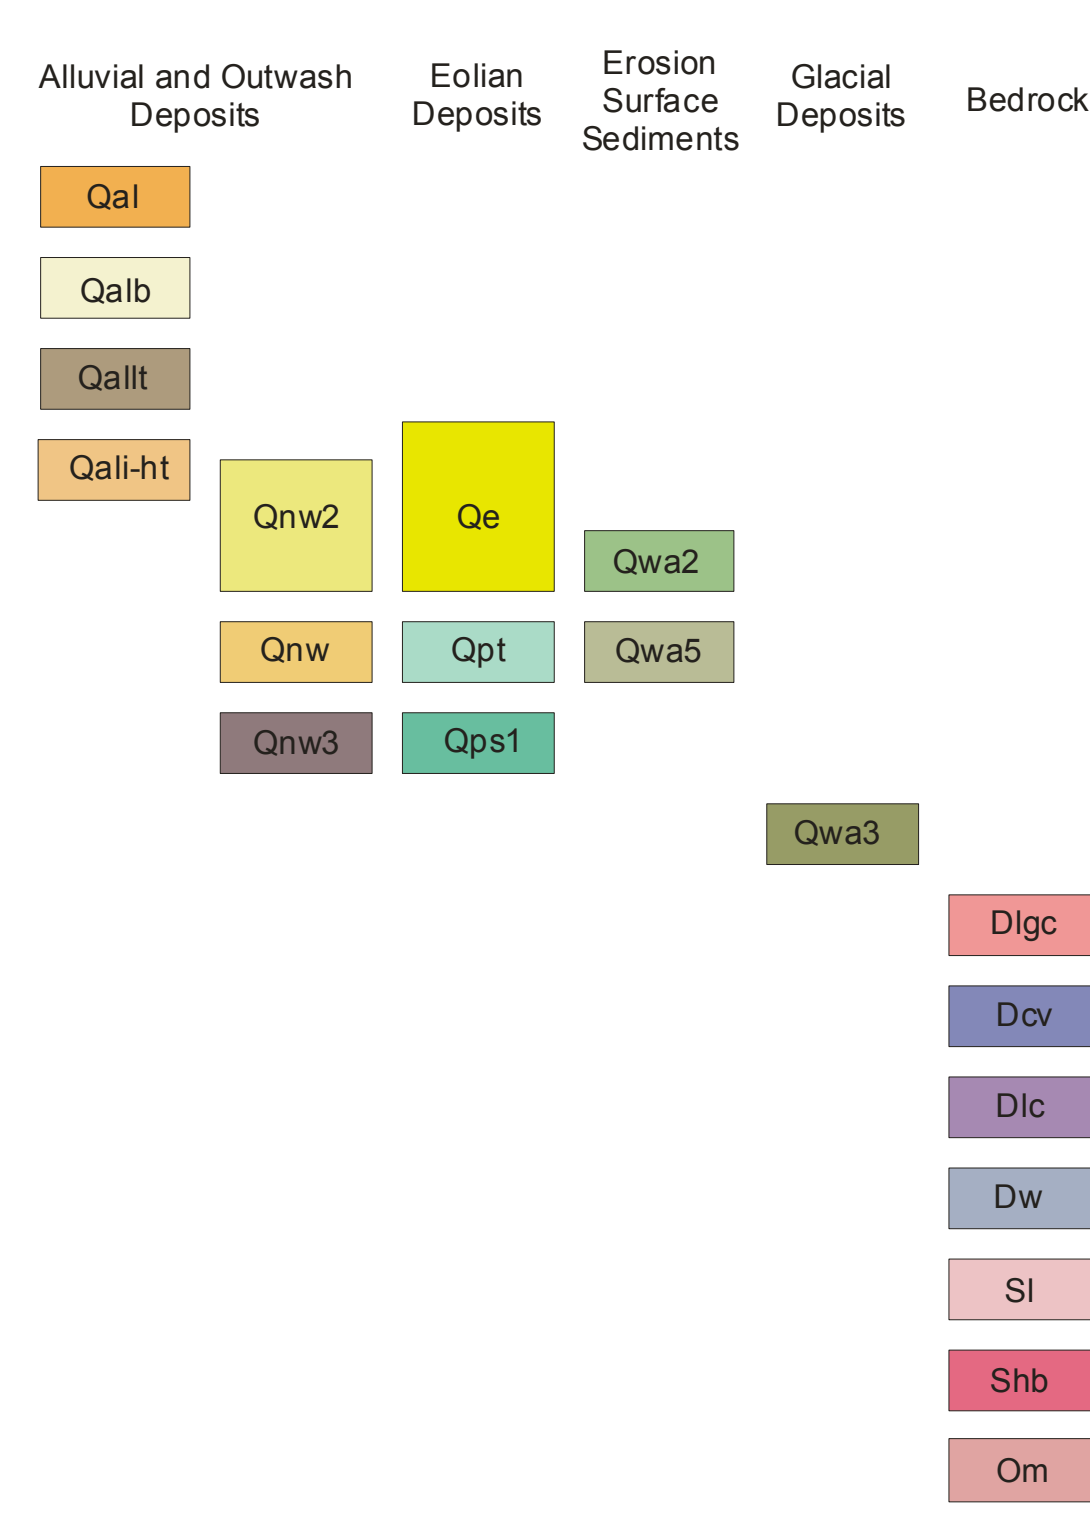 Alluvial and Outwash
Deposits
Eolian
Deposits
Erosion
Surface
Sediments
Glacial
Deposits
Bedrock
Qal
Qalb
Qallt
Qali-ht
Qnw2
Qe
Qwa2
Qnw
Qpt
Qwa5
Qnw3
Qps1
Qwa3
Dlgc
Dcv
Dlc
Dw
Sl
Shb
Om